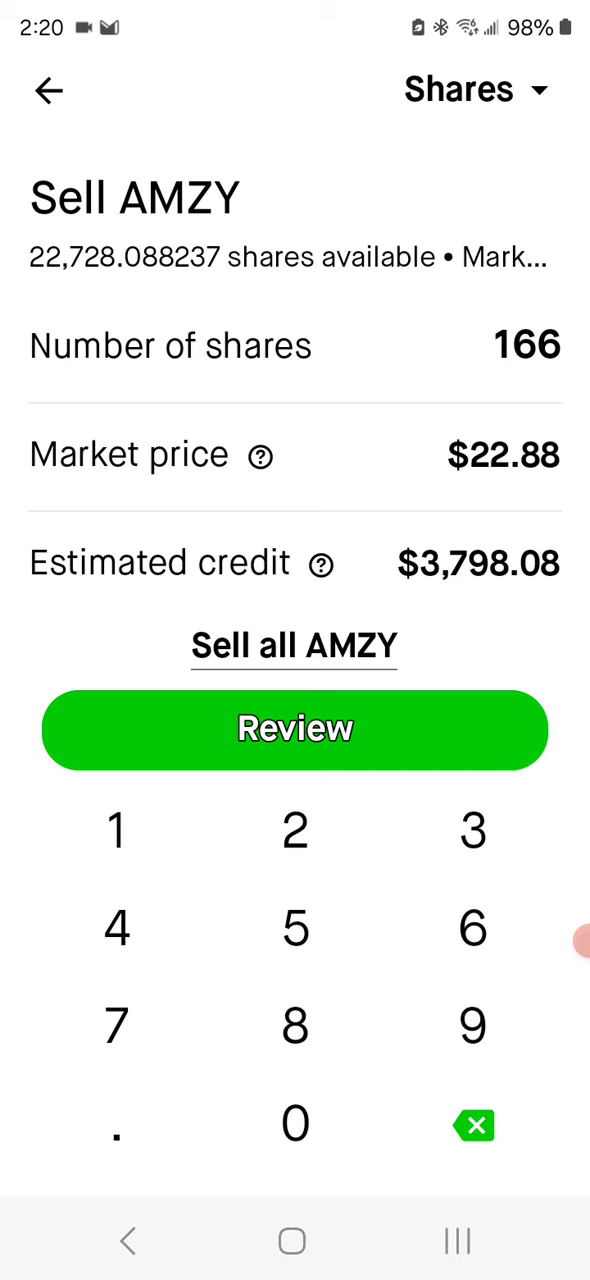 2:20 98%
Shares
Sell AMZY
22,728.088237 shares available • Mark...
Number of shares 166
Market price ? $22.88
Estimated credit ? $3,798.08
Sell all AMZY
Review
1 2 3
4 5 6
7 8 9
. 0